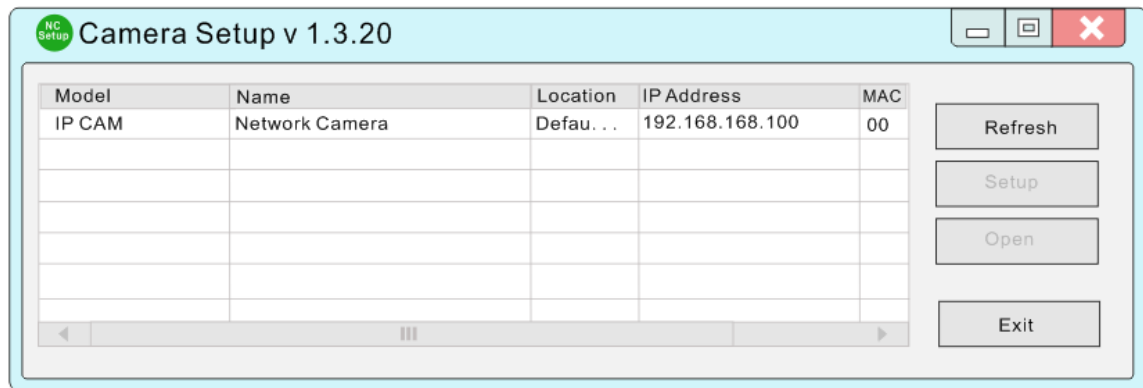 NC
Setup
Camera Setup v 1.3.20
Model Name Location IP Address MAC
IP CAM Network Camera Defau... 192.168.168.100 00
Refresh
Setup
Open
Exit